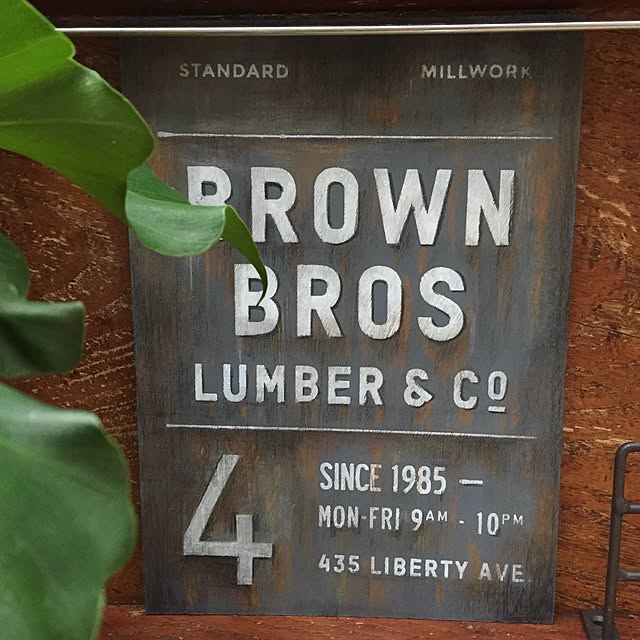 STANDARD MILLWORK
BROWN
BROS
LUMBER & Co
4
SINCE 1985 —
MON-FRI 9AM - 10PM
435 LIBERTY AVE